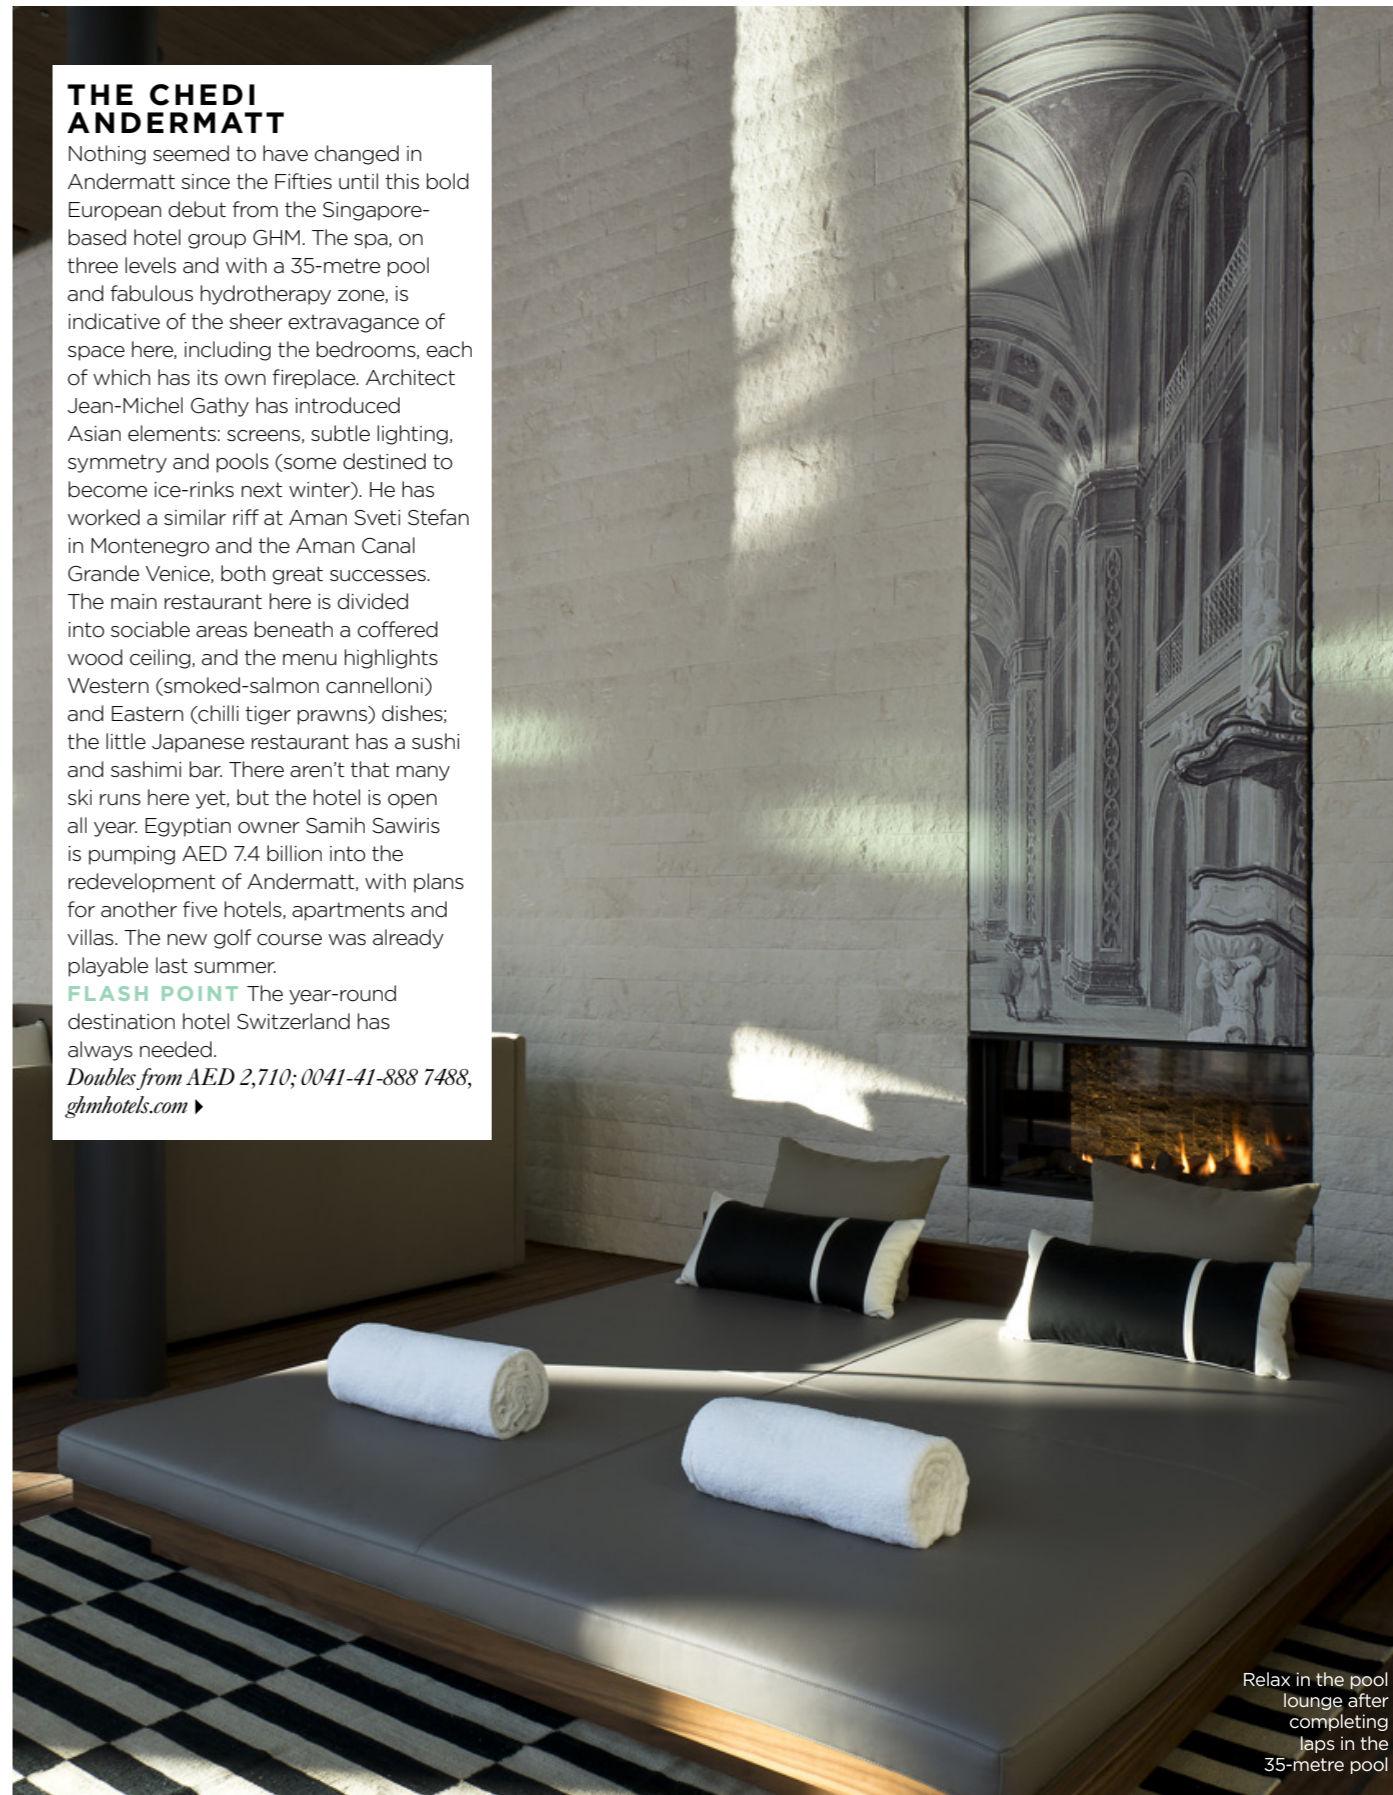 THE CHEDI
ANDERMATT
Nothing seemed to have changed in
Andermatt since the Fifties until this bold
European debut from the Singapore-
based hotel group GHM. The spa, on
three levels and with a 35-metre pool
and fabulous hydrotherapy zone, is
indicative of the sheer extravagance of
space here, including the bedrooms, each
of which has its own fireplace. Architect
Jean-Michel Gathy has introduced
Asian elements: screens, subtle lighting,
symmetry and pools (some destined to
become ice-rinks next winter). He has
worked a similar riff at Aman Sveti Stefan
in Montenegro and the Aman Canal
Grande Venice, both great successes.
The main restaurant here is divided
into sociable areas beneath a coffered
wood ceiling, and the menu highlights
Western (smoked-salmon cannelloni)
and Eastern (chilli tiger prawns) dishes;
the little Japanese restaurant has a sushi
and sashimi bar. There aren't that many
ski runs here yet, but the hotel is open
all year. Egyptian owner Samih Sawiris
is pumping AED 7.4 billion into the
redevelopment of Andermatt, with plans
for another five hotels, apartments and
villas. The new golf course was already
playable last summer.
FLASH POINT The year-round
destination hotel Switzerland has
always needed.
Doubles from AED 2,710; 0041-41-888 7488,
ghmhotels.com
Relax in the pool
lounge after
completing
laps in the
35-metre pool